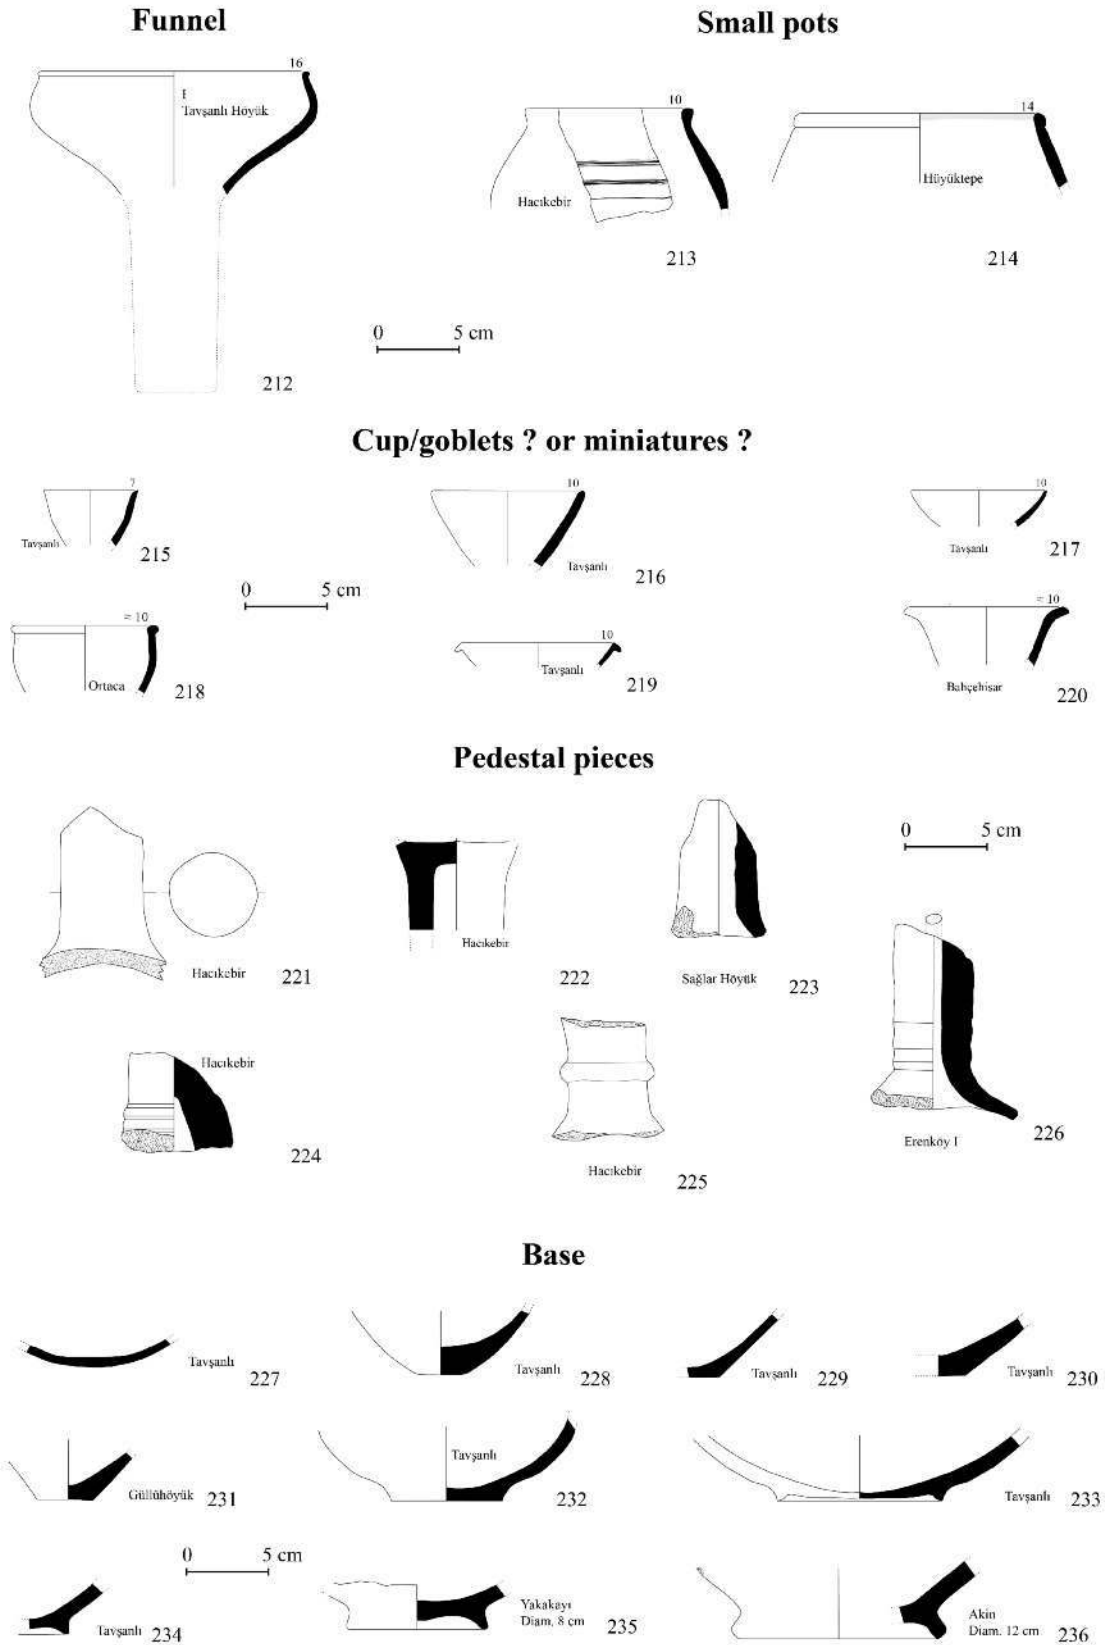 Funnel
Small pots
16
F
Tavşanlı Höyük
212
10
Hacıkebir
213
14
Hüyüktepe
214
0 5 cm
Cup/goblets ? or miniatures ?
7
Tavşanlı
215
10
Tavşanlı
216
10
Tavşanlı
217
0 5 cm
≈ 10
Ortaca
218
10
Tavşanlı
219
≈ 10
Bahçehisar
220
Pedestal pieces
Hacıkebir
221
Hacıkebir
222
Sağlar Höyük
223
0 5 cm
Hacıkebir
224
Hacıkebir
225
Erenköy I
226
Base
Tavşanlı
227
Tavşanlı
228
Tavşanlı
229
Tavşanlı
230
Güllühöyük
231
Tavşanlı
232
Tavşanlı
233
0 5 cm
Tavşanlı
234
Yakakayı
Diam. 8 cm
235
Akin
Diam. 12 cm
236